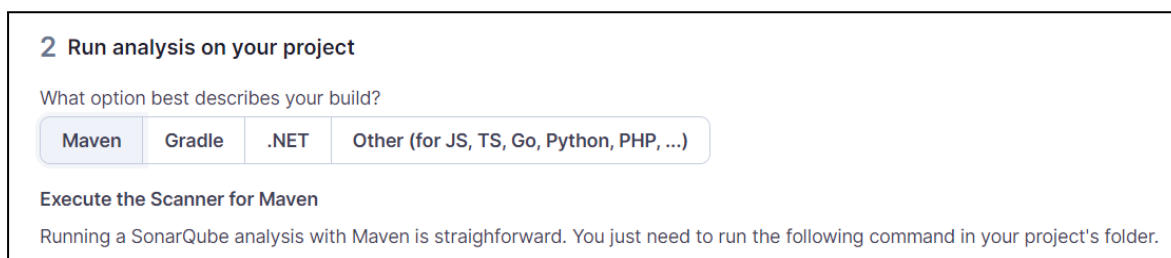 2 Run analysis on your project
What option best describes your build?
Maven Gradle .NET Other (for JS, TS, Go, Python, PHP, ...)
Execute the Scanner for Maven
Running a SonarQube analysis with Maven is straighforward. You just need to run the following command in your project's folder.